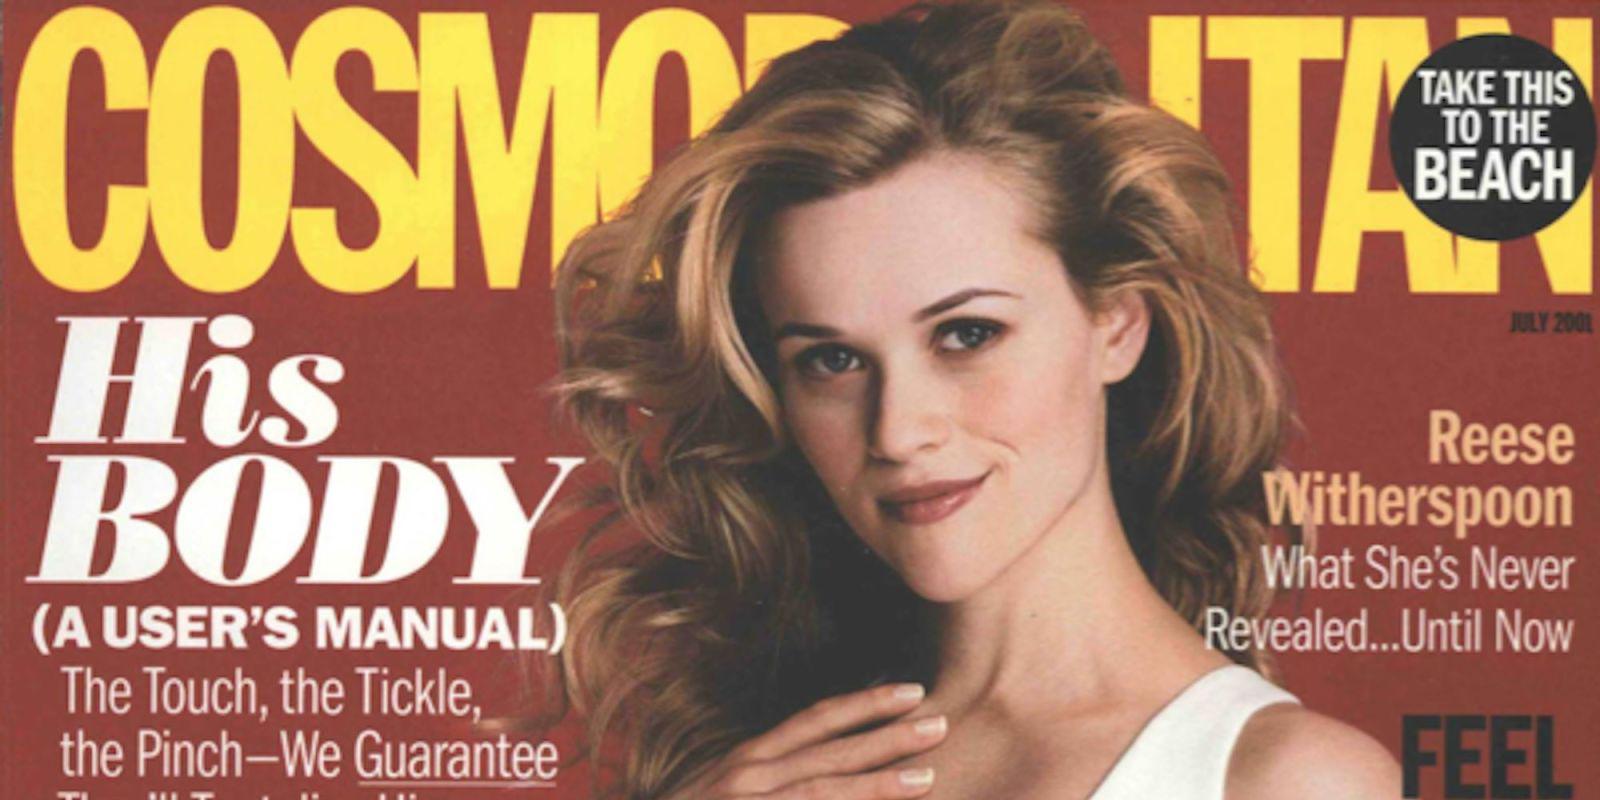 COSMOPOLITAN
TAKE THIS
TO THE
BEACH
JULY 2001
His
BODY
(A USER'S MANUAL)
The Touch, the Tickle,
the Pinch—We Guarantee
Reese
Witherspoon
What She's Never
Revealed...Until Now
FEEL